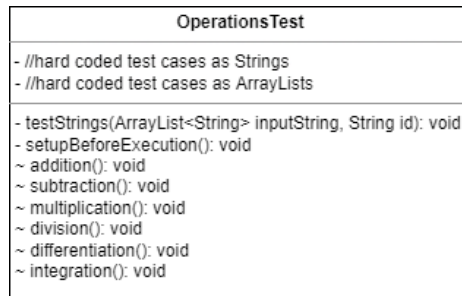 OperationsTest
- //hard coded test cases as Strings
- //hard coded test cases as ArrayLists
- testStrings(ArrayList<String> inputString, String id): void
- setupBeforeExecution(): void
~ addition(): void
~ subtraction(): void
~ multiplication(): void
~ division(): void
~ differentiation(): void
~ integration(): void